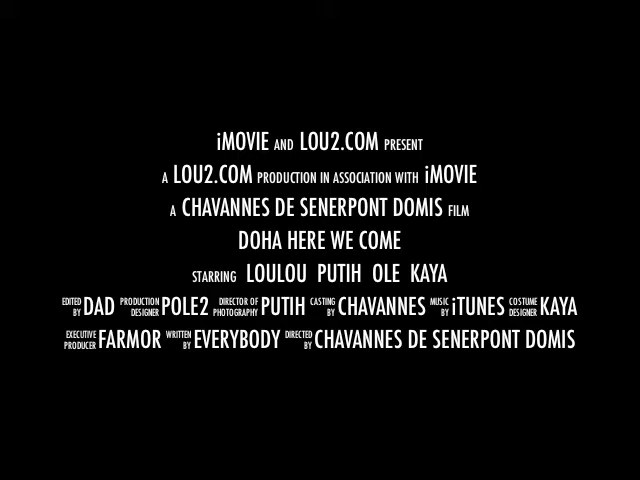 iMOVIE AND LOU2.COM PRESENT
A LOU2.COM PRODUCTION IN ASSOCIATION WITH iMOVIE
A CHAVANNES DE SENERPONT DOMIS FILM
DOHA HERE WE COME
STARRING LOULOU PUTIH OLE KAYA
EDITED BY DAD PRODUCTION DESIGNER POLE2 DIRECTOR OF PHOTOGRAPHY PUTIH CASTING BY CHAVANNES MUSIC BY iTUNES COSTUME DESIGNER KAYA
EXECUTIVE PRODUCER FARMOR WRITTEN BY EVERYBODY DIRECTED BY CHAVANNES DE SENERPONT DOMIS